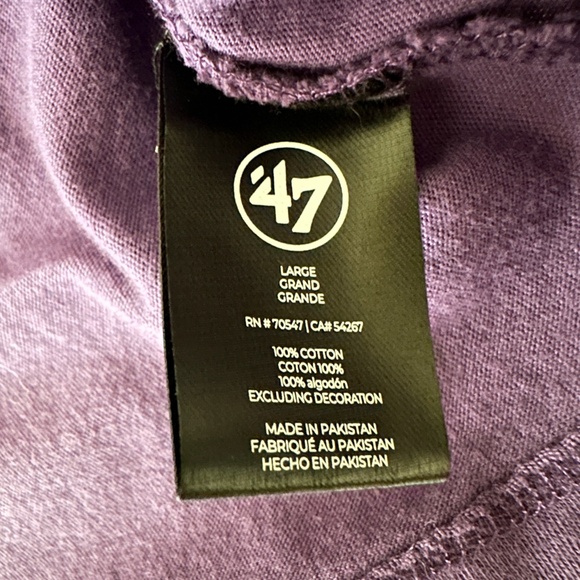 '47
LARGE
GRAND
GRANDE
RN # 70547 | CA# 54267
100% COTTON
COTON 100%
100% algodón
EXCLUDING DECORATION
MADE IN PAKISTAN
FABRIQUÉ AU PAKISTAN
HECHO EN PAKISTAN